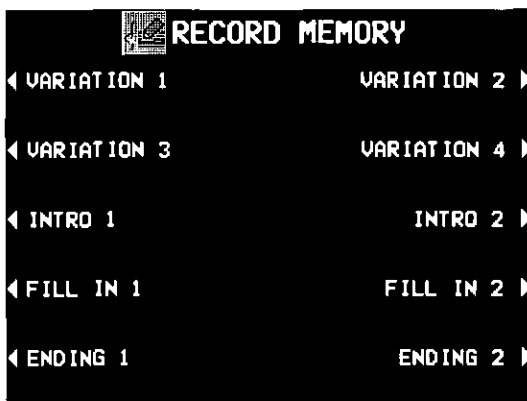 RECORD MEMORY
VARIATION 1 VARIATION 2
VARIATION 3 VARIATION 4
INTRO 1 INTRO 2
FILL IN 1 FILL IN 2
ENDING 1 ENDING 2